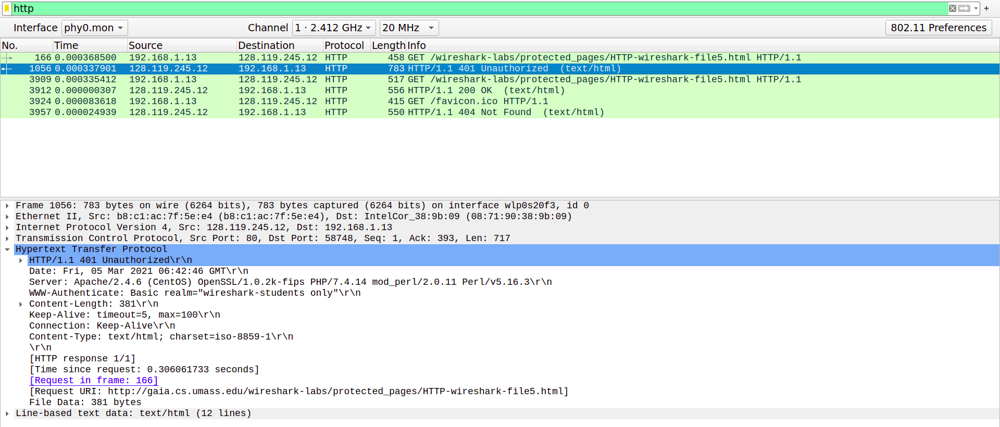 http
Interface phy0.mon Channel 1 · 2.412 GHz 20 MHz 802.11 Preferences
No. Time Source Destination Protocol Length Info
166 0.000368500 192.168.1.13 128.119.245.12 HTTP 458 GET /wireshark-labs/protected_pages/HTTP-wireshark-file5.html HTTP/1.1
1056 0.000337901 128.119.245.12 192.168.1.13 HTTP 783 HTTP/1.1 401 Unauthorized  (text/html)
3909 0.000335412 192.168.1.13 128.119.245.12 HTTP 517 GET /wireshark-labs/protected_pages/HTTP-wireshark-file5.html HTTP/1.1
3912 0.000000307 128.119.245.12 192.168.1.13 HTTP 556 HTTP/1.1 200 OK  (text/html)
3924 0.000083618 192.168.1.13 128.119.245.12 HTTP 415 GET /favicon.ico HTTP/1.1
3957 0.000024939 128.119.245.12 192.168.1.13 HTTP 550 HTTP/1.1 404 Not Found  (text/html)
Frame 1056: 783 bytes on wire (6264 bits), 783 bytes captured (6264 bits) on interface wlp0s20f3, id 0
Ethernet II, Src: b8:c1:ac:7f:5e:e4 (b8:c1:ac:7f:5e:e4), Dst: IntelCor_38:9b:09 (08:71:90:38:9b:09)
Internet Protocol Version 4, Src: 128.119.245.12, Dst: 192.168.1.13
Transmission Control Protocol, Src Port: 80, Dst Port: 58748, Seq: 1, Ack: 393, Len: 717
Hypertext Transfer Protocol
HTTP/1.1 401 Unauthorized\r\n
Date: Fri, 05 Mar 2021 06:42:46 GMT\r\n
Server: Apache/2.4.6 (CentOS) OpenSSL/1.0.2k-fips PHP/7.4.14 mod_perl/2.0.11 Perl/v5.16.3\r\n
WWW-Authenticate: Basic realm="wireshark-students only"\r\n
Content-Length: 381\r\n
Keep-Alive: timeout=5, max=100\r\n
Connection: Keep-Alive\r\n
Content-Type: text/html; charset=iso-8859-1\r\n
\r\n
[HTTP response 1/1]
[Time since request: 0.306061733 seconds]
[Request in frame: 166]
[Request URI: http://gaia.cs.umass.edu/wireshark-labs/protected_pages/HTTP-wireshark-file5.html]
File Data: 381 bytes
Line-based text data: text/html (12 lines)